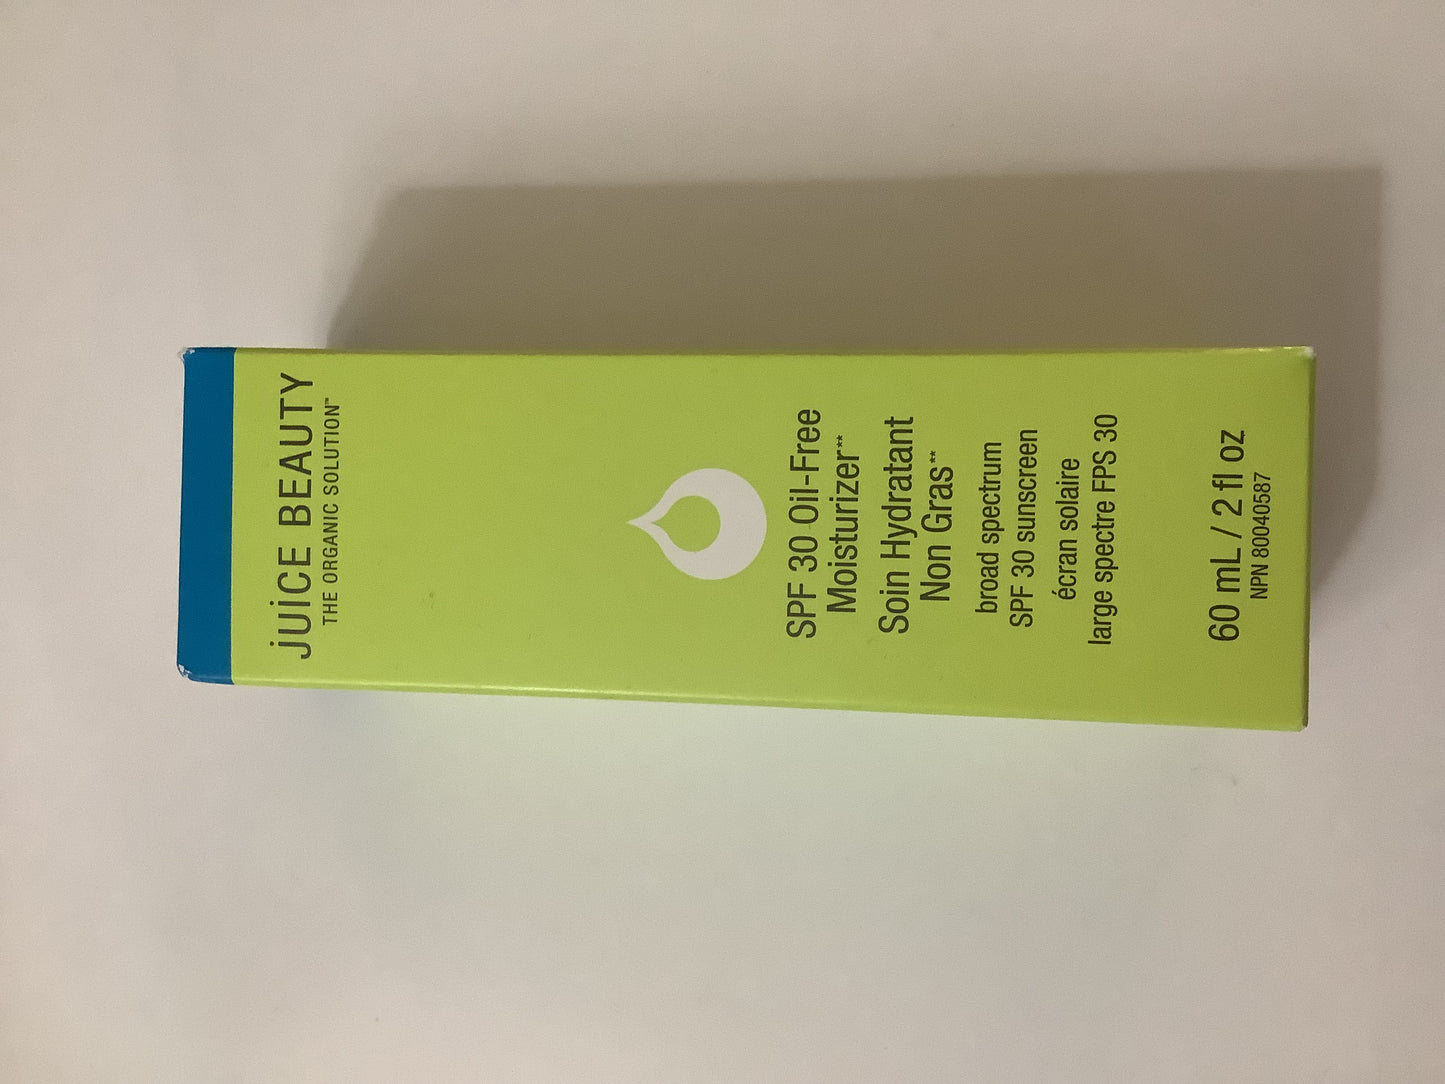 jUiCE BEAUTY
THE ORGANIC SOLUTION™
SPF 30 Oil-Free
Moisturizer**
Soin Hydratant
Non Gras**
broad spectrum
SPF 30 sunscreen
écran solaire
large spectre FPS 30
60 mL / 2 fl oz
NPN 80040587